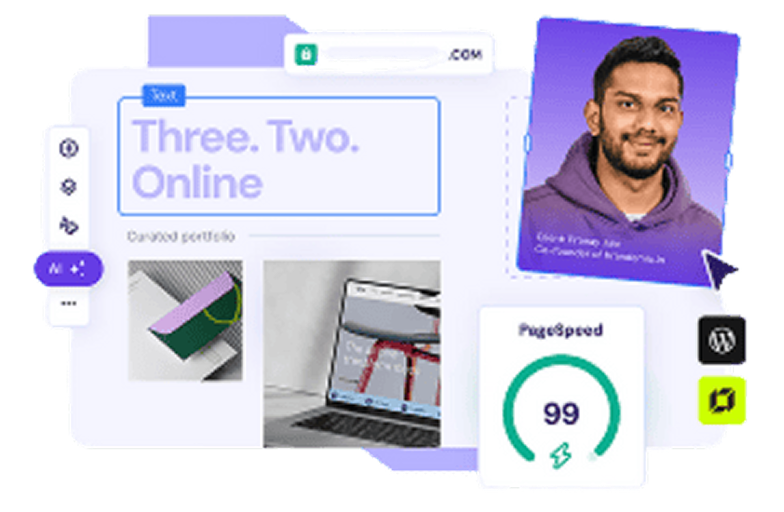 .COM
Text
Three. Two.
Online
Curated portfolio
AI
PageSpeed
99